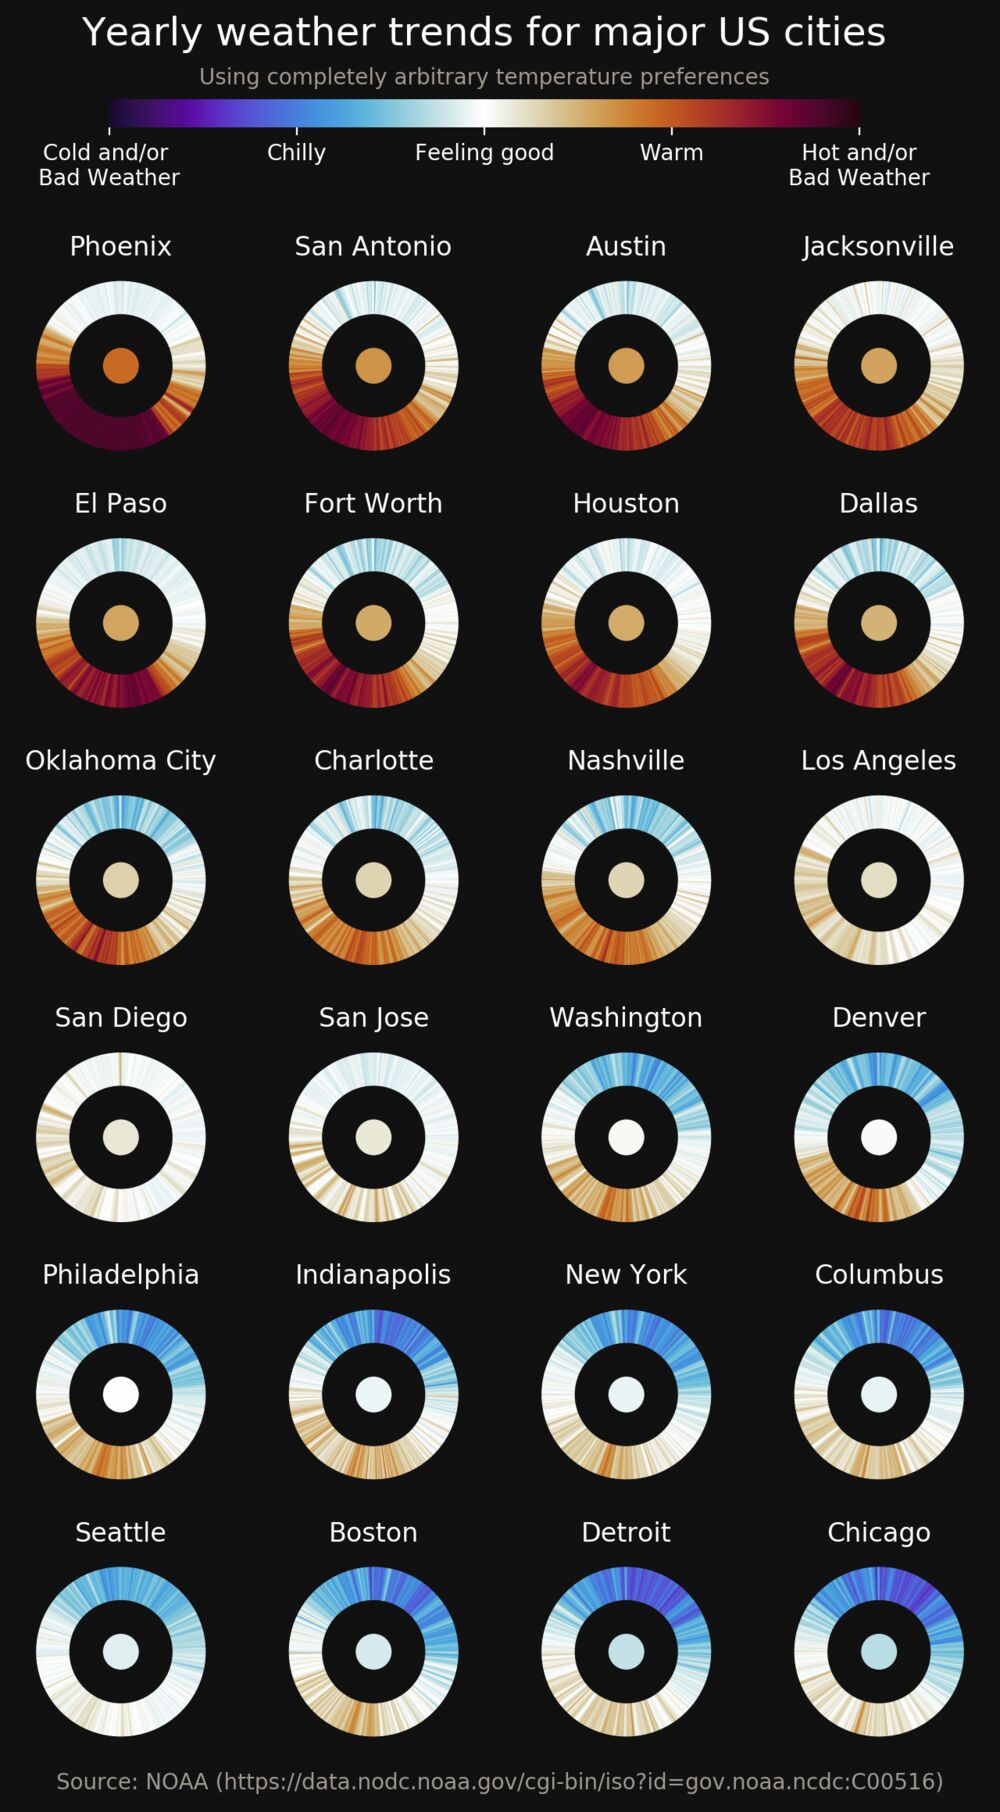 Yearly weather trends for major US cities
Using completely arbitrary temperature preferences
Cold and/or Bad Weather
Chilly
Feeling good
Warm
Hot and/or Bad Weather
Phoenix
San Antonio
Austin
Jacksonville
El Paso
Fort Worth
Houston
Dallas
Oklahoma City
Charlotte
Nashville
Los Angeles
San Diego
San Jose
Washington
Denver
Philadelphia
Indianapolis
New York
Columbus
Seattle
Boston
Detroit
Chicago
Source: NOAA (https://data.nodc.noaa.gov/cgi-bin/iso?id=gov.noaa.ncdc:C00516)